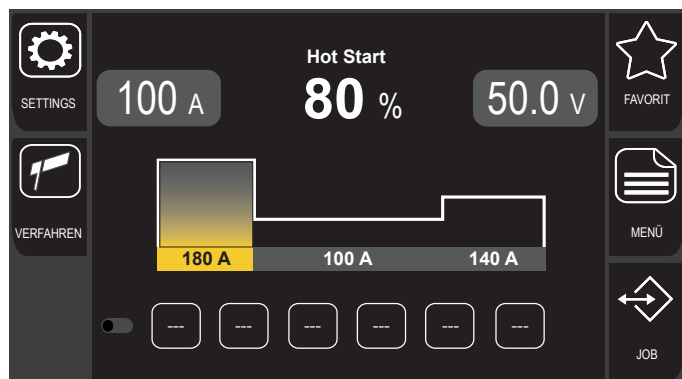 SETTINGS
VERFAHREN
Hot Start
100 A
80 %
50.0 V
180 A
100 A
140 A
--- --- --- --- --- ---
FAVORIT
MENÜ
JOB